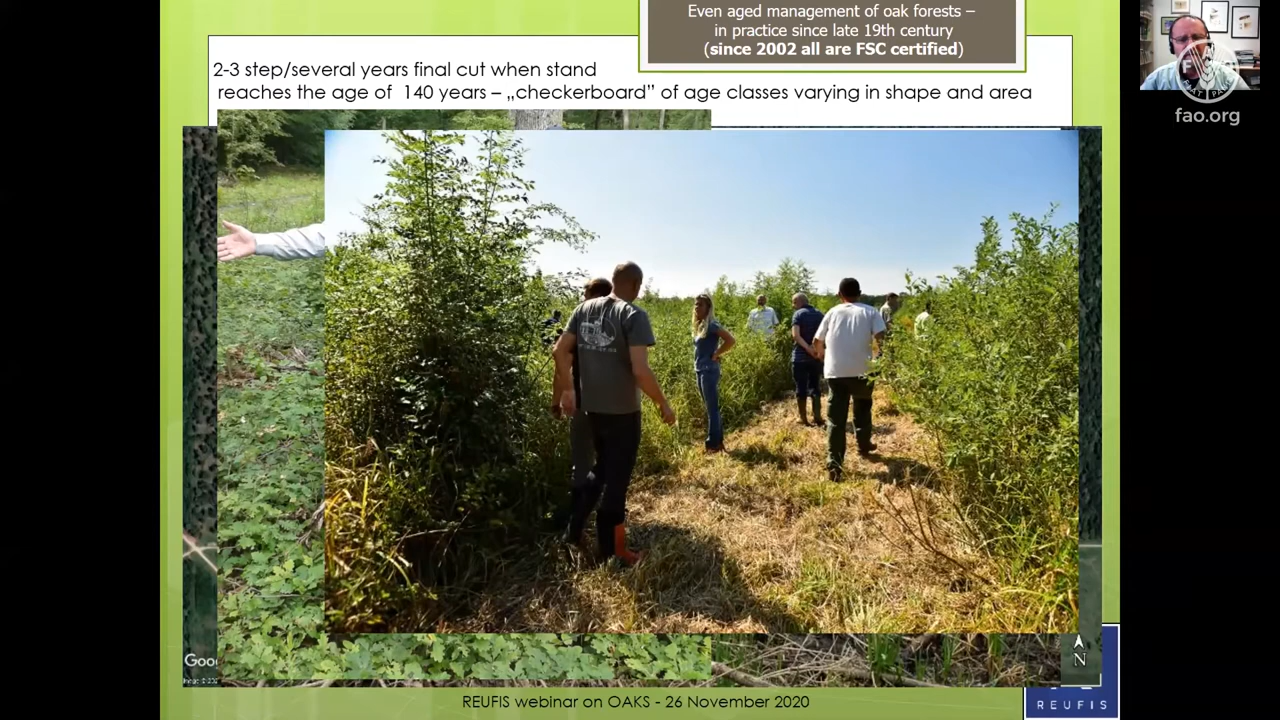 Even aged management of oak forests –
in practice since late 19th century
(since 2002 all are FSC certified)
2-3 step/several years final cut when stand
reaches the age of 140 years – „checkerboard” of age classes varying in shape and area
fao.org
Goo
N
REUFIS webinar on OAKS - 26 November 2020
REUFIS